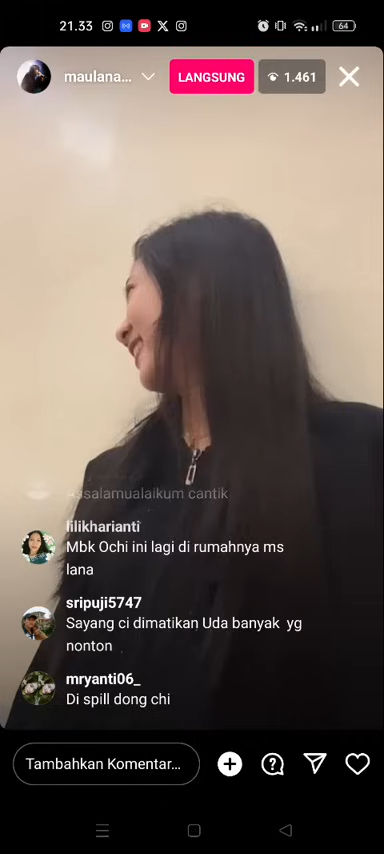 21.33
64
maulana...
LANGSUNG
1.461
Assalamualaikum cantik
lilikharianti
Mbk Ochi ini lagi di rumahnya ms
lana
sripuji5747
Sayang ci dimatikan Uda banyak yg
nonton
mryanti06_
Di spill dong chi
Tambahkan Komentar...